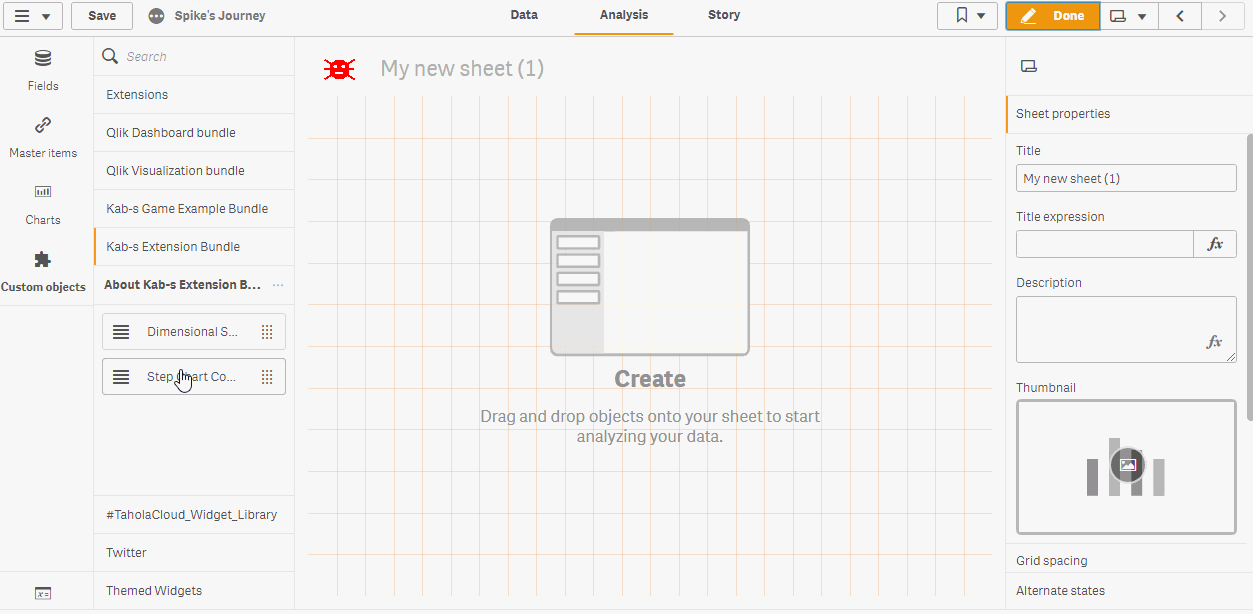 Save
Spike's Journey
Data
Analysis
Story
Done
Fields
Master items
Charts
Custom objects
Search
Extensions
Qlik Dashboard bundle
Qlik Visualization bundle
Kab-s Game Example Bundle
Kab-s Extension Bundle
About Kab-s Extension B...
Dimensional S...
Step Chart Co...
#TaholaCloud_Widget_Library
Twitter
Themed Widgets
My new sheet (1)
Create
Drag and drop objects onto your sheet to start
analyzing your data.
Sheet properties
Title
My new sheet (1)
Title expression
fx
Description
fx
Thumbnail
Grid spacing
Alternate states